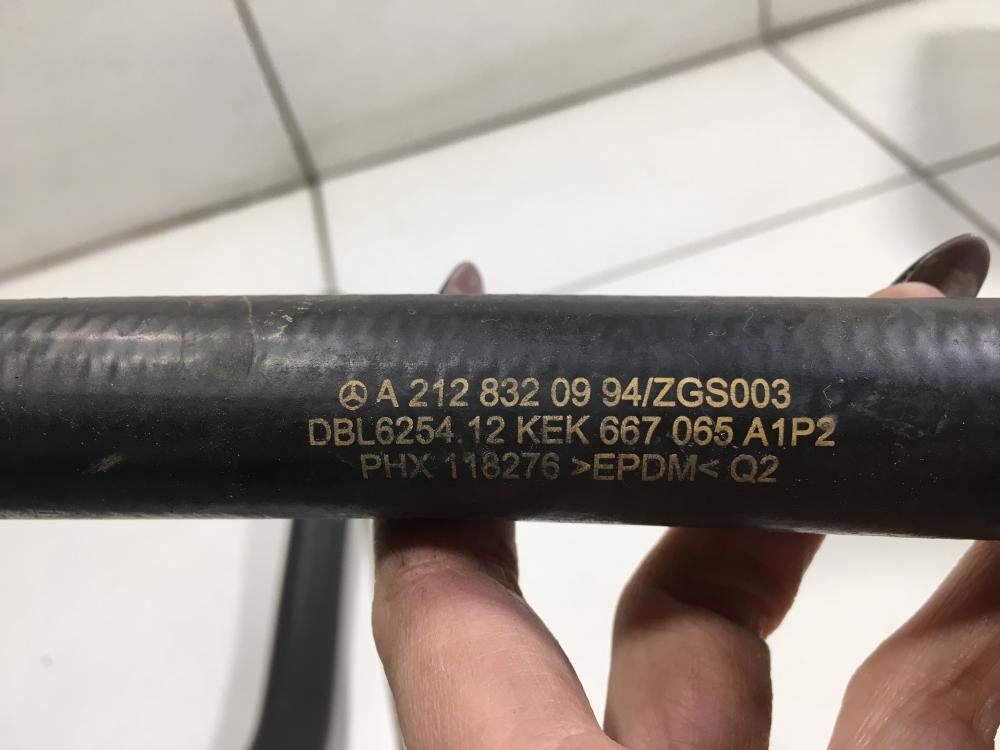 A 212 832 09 94/ZGS003
DBL6254.12 KEK 667 065 A1P2
PHX 118276 >EPDM< Q2